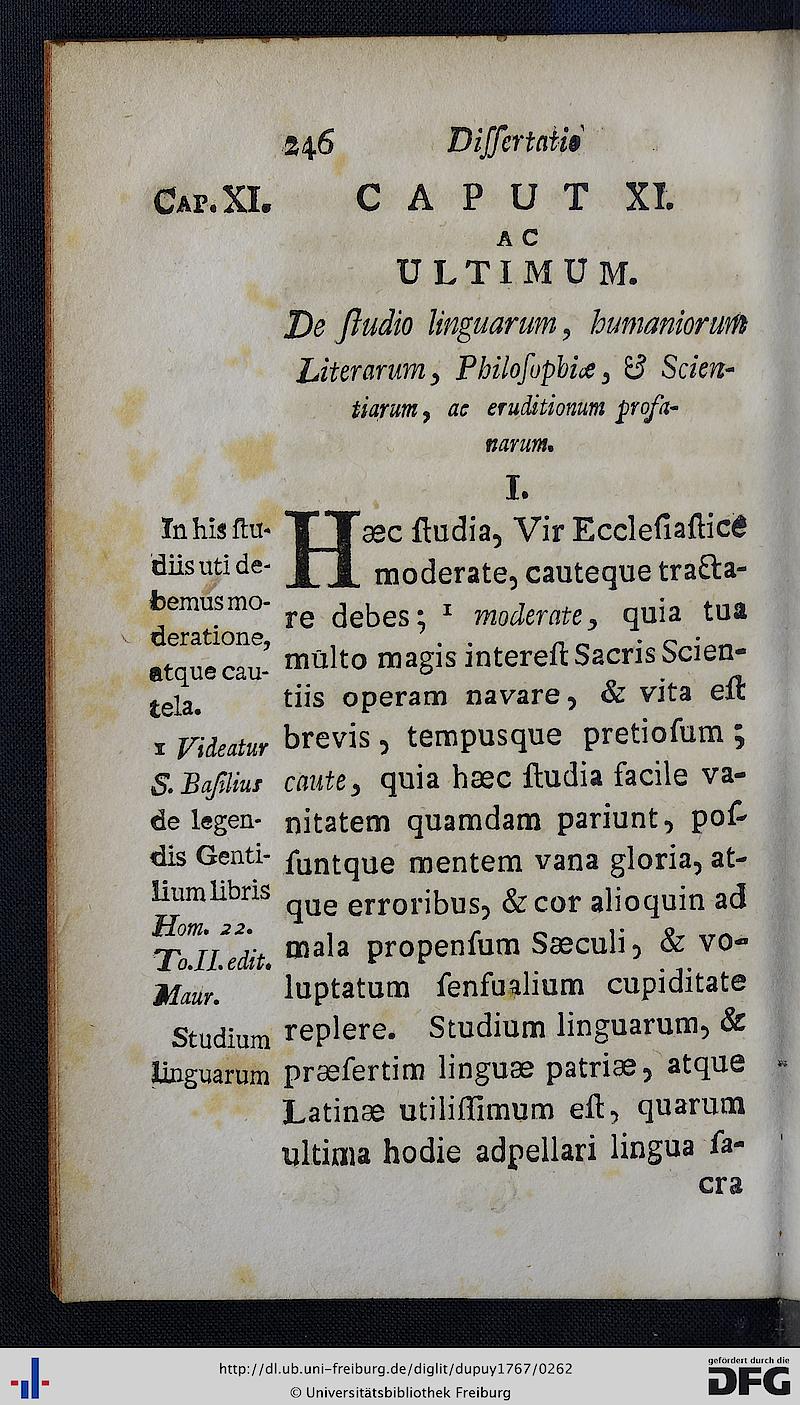 246 Diſſertatio
CAP. XI.
CAPUT XI.
AC
ULTIMUM.
De ſtudio linguarum, humaniorum
Literarum, Philoſophiæ, & Scien-
tiarum, ac eruditionum profa-
narum.
I.
Hæc ſtudia, Vir Eccleſiaſtice
moderate, cauteque tracta-
re debes; 1 moderate, quia tua
multo magis intereſt Sacris Scien-
tiis operam navare, & vita eſt
brevis, tempusque pretioſum;
caute, quia hæc ſtudia facile va-
nitatem quamdam pariunt, poſ-
ſuntque mentem vana gloria, at-
que erroribus, & cor alioquin ad
mala propenſum Sæculi, & vo-
luptatum ſenſualium cupiditate
replere. Studium linguarum, &
præſertim linguæ patriæ, atque
Latinæ utiliſſimum eſt, quarum
ultima hodie adpellari lingua ſa-
cra
In his ſtu-
diis uti de-
bemus mo-
deratione,
atque cau-
tela.
1 Videatur
S. Baſilius
de legen-
dis Genti-
lium libris
Hom. 22.
To. II. edit.
Maur.
Studium
linguarum
http://dl.ub.uni-freiburg.de/diglit/dupuy1767/0262
© Universitätsbibliothek Freiburg
gefördert durch die
DFG